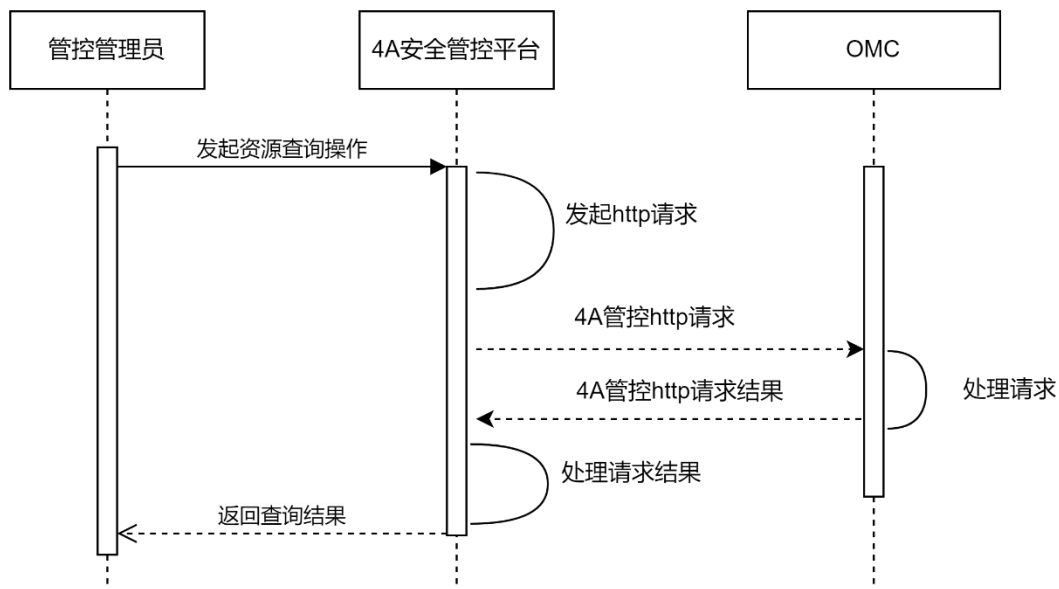 管控管理员
4A安全管控平台
OMC
发起资源查询操作
发起http请求
4A管控http请求
处理请求
4A管控http请求结果
处理请求结果
返回查询结果